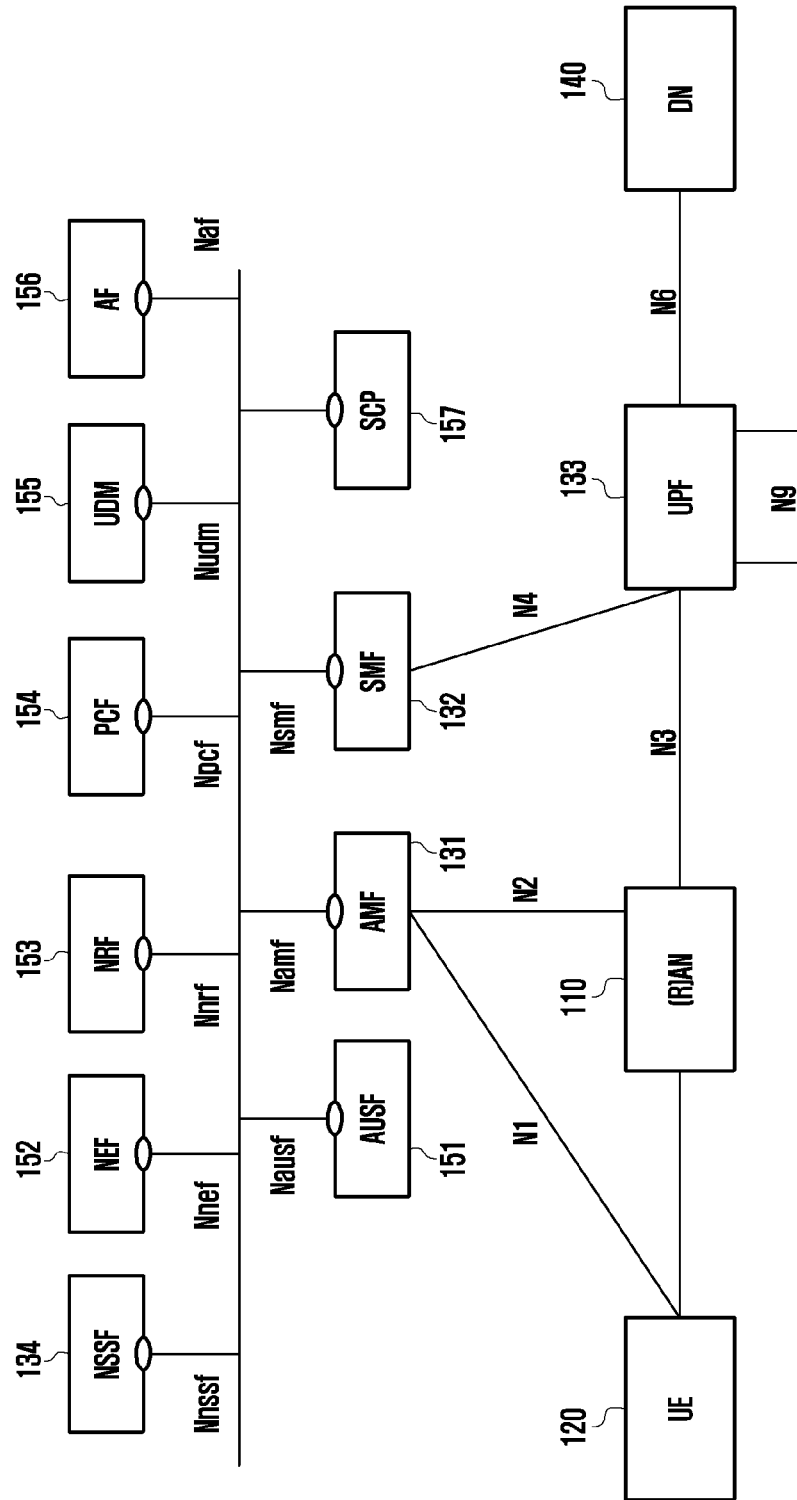 134 152 153 154 155 156
NSSF NEF NRF PCF UDM AF
Nnssf Nnef Nnrf Npcf Nudm Naf
Nausf Namf Nsmf
AUSF AMF SMF SCP
151 131 132 157
N1 N2 N4
120 110 133 140
UE (R)AN N3 UPF N6 DN
N9